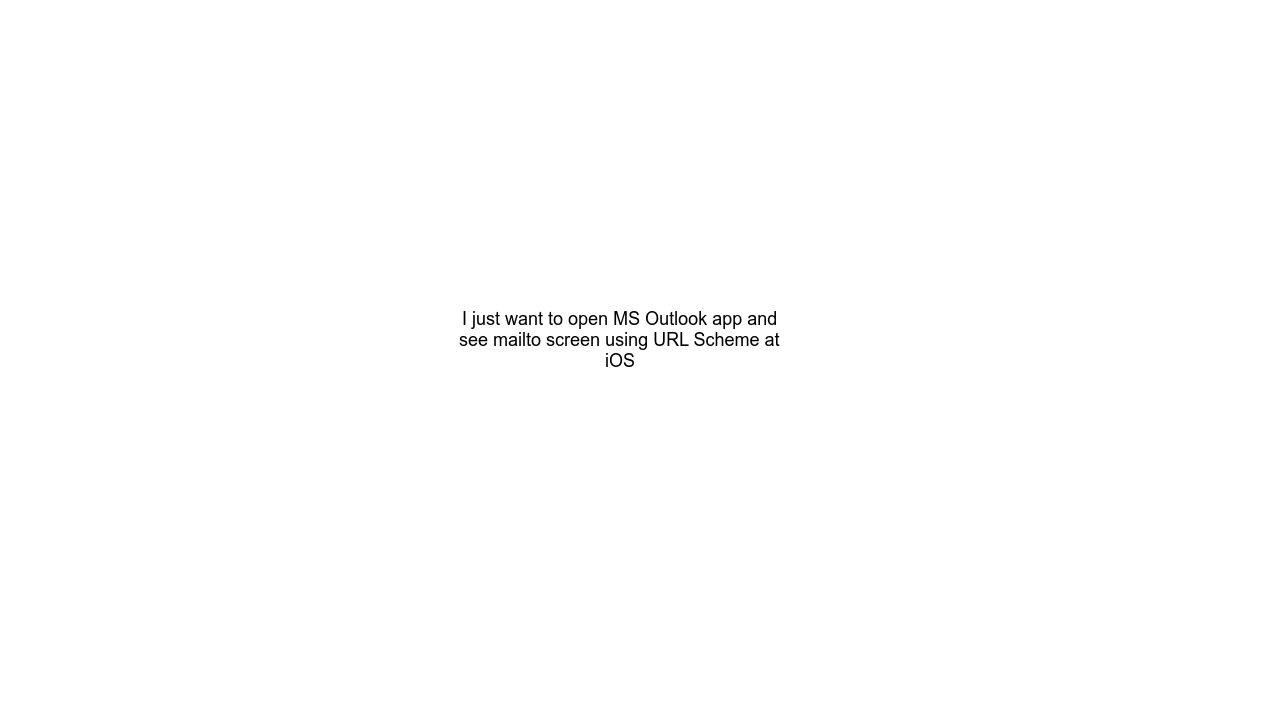 I just want to open MS Outlook app and
see mailto screen using URL Scheme at
iOS